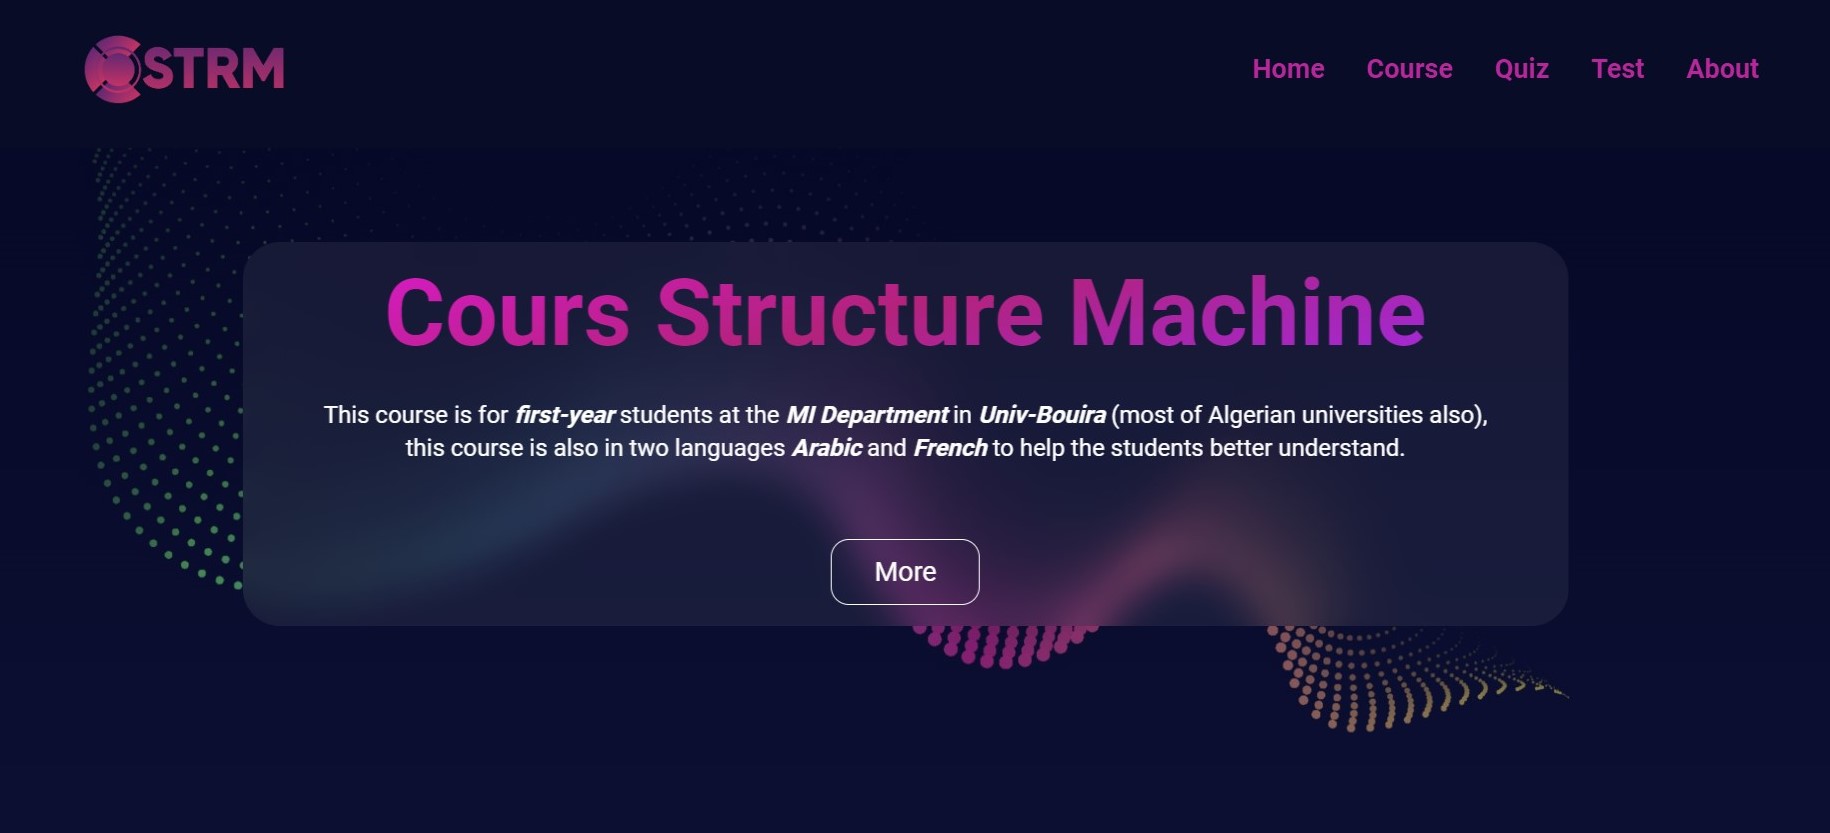 STRM
Home Course Quiz Test About
Cours Structure Machine
This course is for first-year students at the MI Department in Univ-Bouira (most of Algerian universities also),
this course is also in two languages Arabic and French to help the students better understand.
More